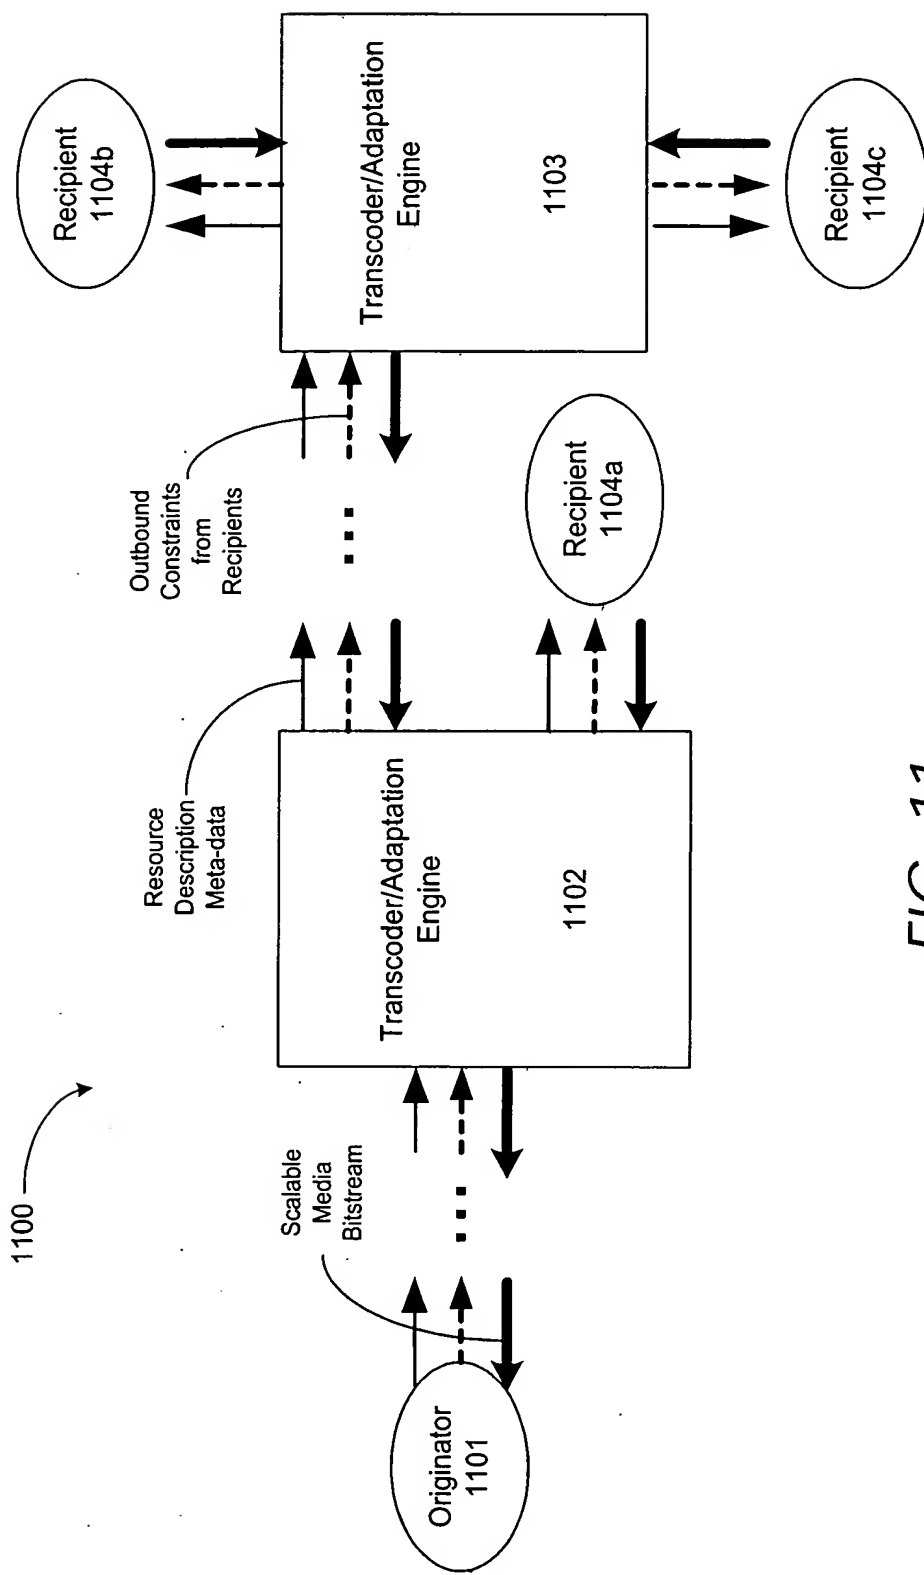 1100
Originator
1101
Scalable
Media
Bitstream
Transcoder/Adaptation
Engine
1102
Resource
Description
Meta-data
Outbound
Constraints
from
Recipients
Recipient
1104a
Transcoder/Adaptation
Engine
1103
Recipient
1104b
Recipient
1104c
FIG. 11